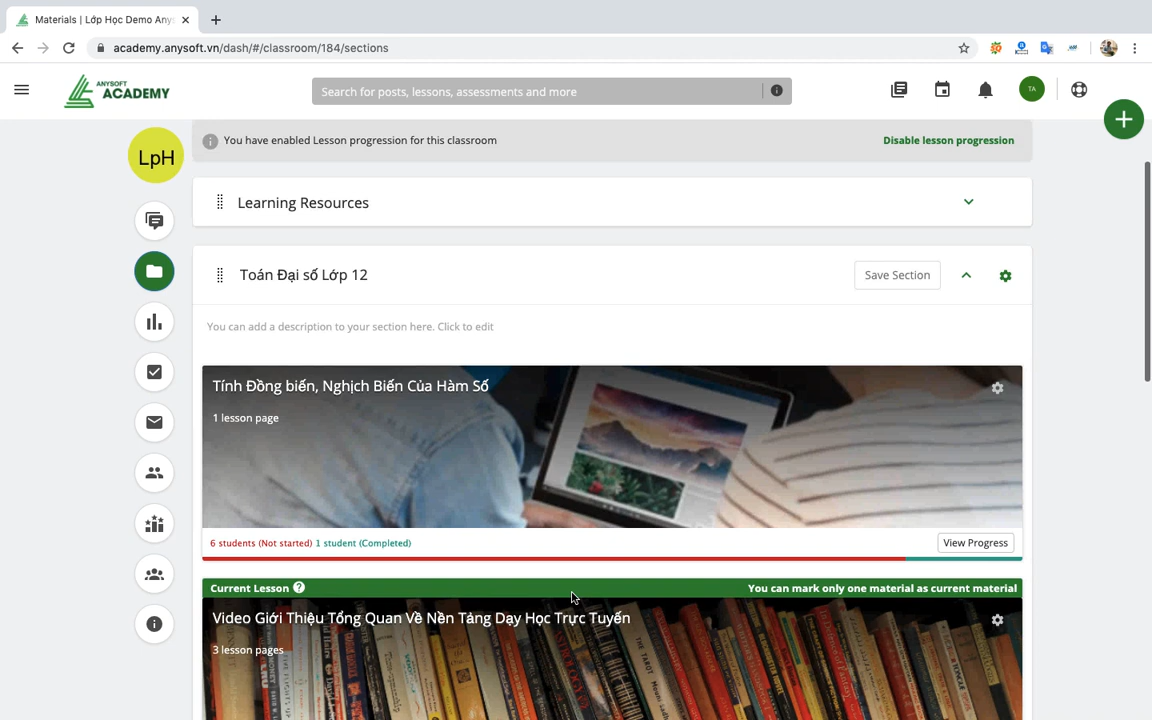 Materials | Lớp Học Demo Any
academy.anysoft.vn/dash/#/classroom/184/sections
ANYSOFT
ACADEMY
Search for posts, lessons, assessments and more
TA
LpH
You have enabled Lesson progression for this classroom
Disable lesson progression
Learning Resources
Toán Đại số Lớp 12
Save Section
You can add a description to your section here. Click to edit
Tính Đồng biến, Nghịch Biến Của Hàm Số
1 lesson page
6 students (Not started) 1 student (Completed)
View Progress
Current Lesson
You can mark only one material as current material
Video Giới Thiệu Tổng Quan Về Nền Tảng Dạy Học Trực Tuyến
3 lesson pages
THE TAROT